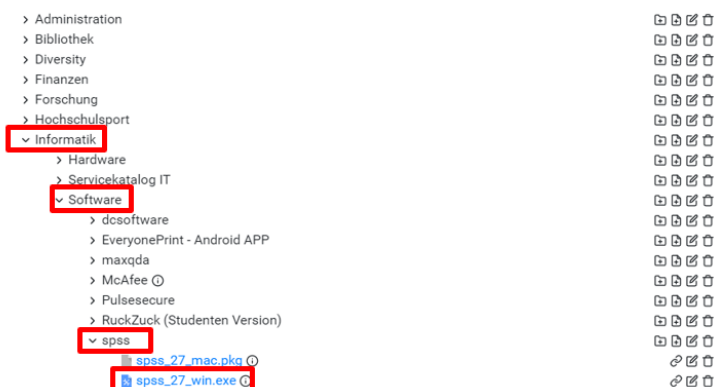 Administration
Bibliothek
Diversity
Finanzen
Forschung
Hochschulsport
Informatik
Hardware
Servicekatalog IT
Software
dcsoftware
EveryonePrint - Android APP
maxqda
McAfee
Pulsesecure
RuckZuck (Studenten Version)
spss
spss_27_mac.pkg
spss_27_win.exe